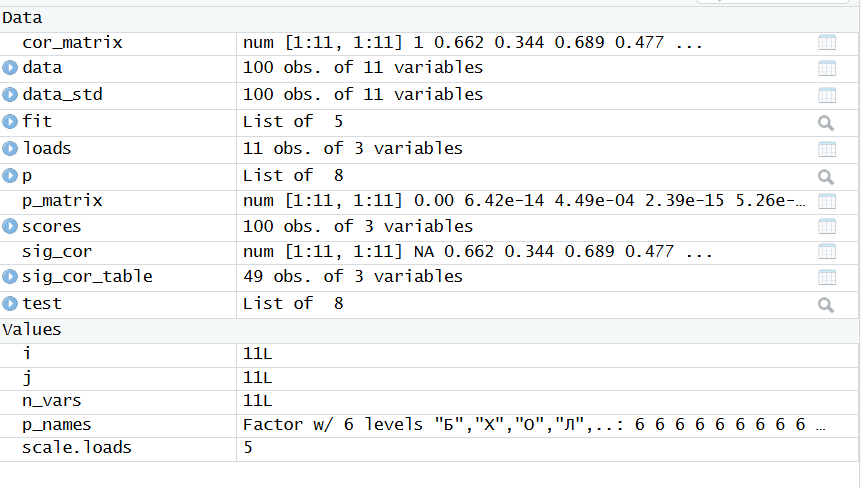 Data
cor_matrix num [1:11, 1:11] 1 0.662 0.344 0.689 0.477 ...
data 100 obs. of 11 variables
data_std 100 obs. of 11 variables
fit List of  5
loads 11 obs. of 3 variables
p List of  8
p_matrix num [1:11, 1:11] 0.00 6.42e-14 4.49e-04 2.39e-15 5.26e-…
scores 100 obs. of 3 variables
sig_cor num [1:11, 1:11] NA 0.662 0.344 0.689 0.477 ...
sig_cor_table 49 obs. of 3 variables
test List of  8
Values
i 11L
j 11L
n_vars 11L
p_names Factor w/ 6 levels "Б","Х","О","Л",..: 6 6 6 6 6 6 6 6 6 …
scale.loads 5